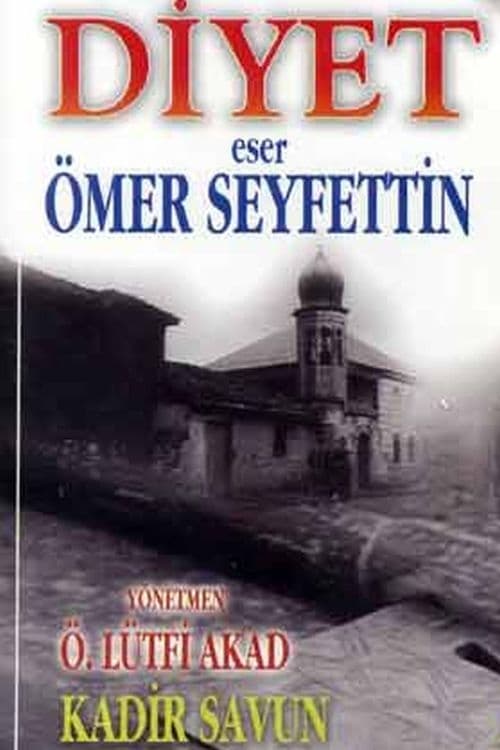 DİYET
eser
ÖMER SEYFETTİN
YÖNETMEN
Ö. LÜTFİ AKAD
KADİR SAVUN